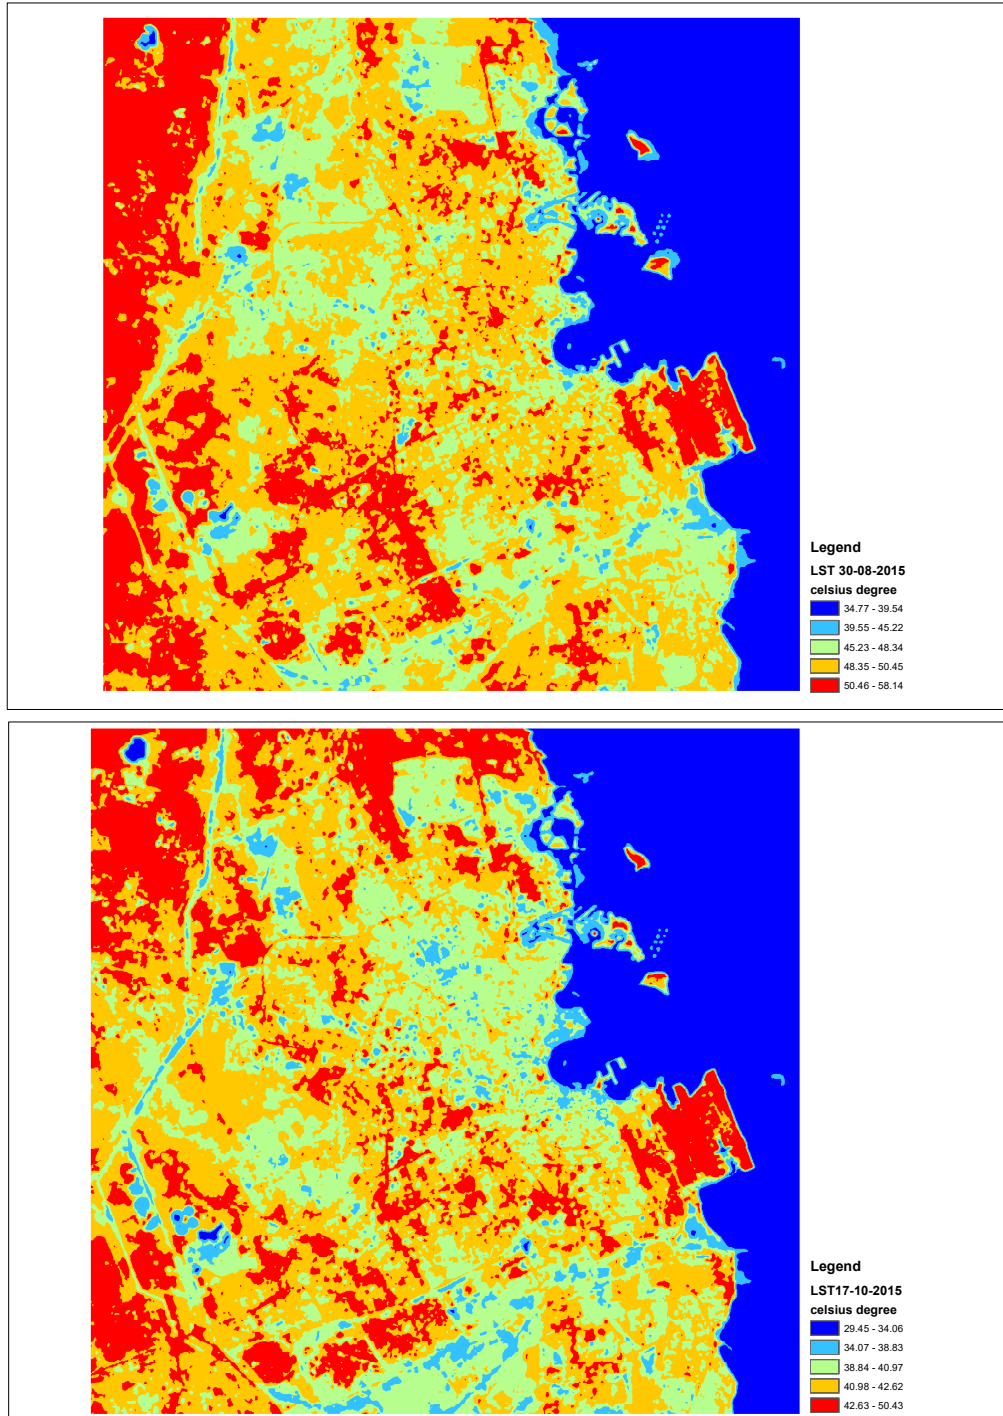 Legend
LST 30-08-2015
celsius degree
34.77 - 39.54
39.55 - 45.22
45.23 - 48.34
48.35 - 50.45
50.46 - 58.14
Legend
LST17-10-2015
celsius degree
29.45 - 34.06
34.07 - 38.83
38.84 - 40.97
40.98 - 42.62
42.63 - 50.43